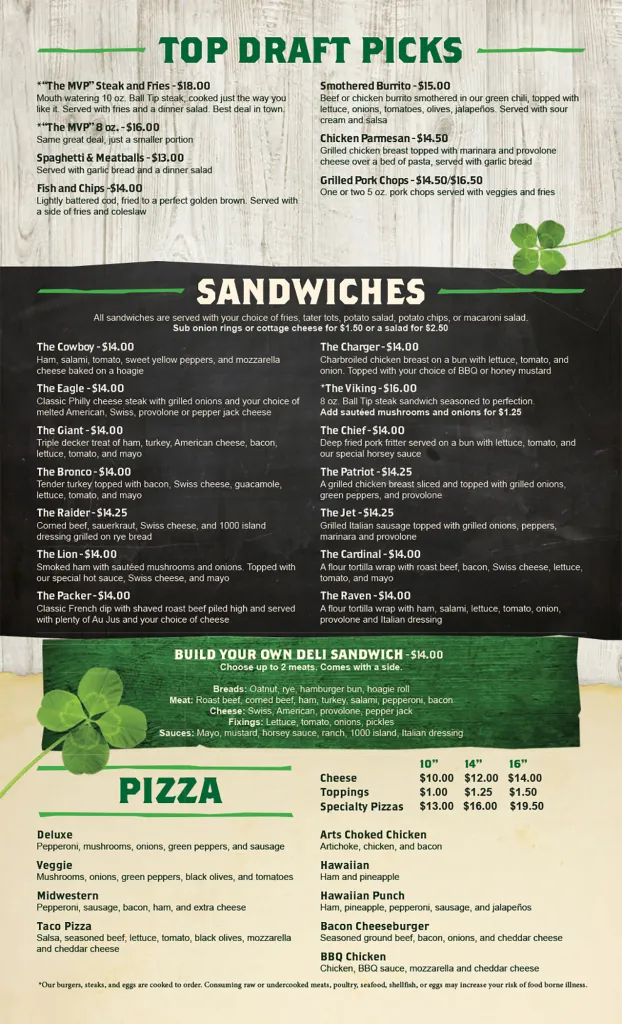 TOP DRAFT PICKS
*"The MVP" Steak and Fries - $18.00
Mouth watering 10 oz. Ball Tip steak, cooked just the way you
like it. Served with fries and a dinner salad. Best deal in town.
*"The MVP" 8 oz. - $16.00
Same great deal, just a smaller portion
Spaghetti & Meatballs - $13.00
Served with garlic bread and a dinner salad
Fish and Chips -$14.00
Lightly battered cod, fried to a perfect golden brown. Served with
a side of fries and coleslaw
Smothered Burrito - $15.00
Beef or chicken burrito smothered in our green chili, topped with
lettuce, onions, tomatoes, olives, jalapeños. Served with sour
cream and salsa
Chicken Parmesan - $14.50
Grilled chicken breast topped with marinara and provolone
cheese over a bed of pasta, served with garlic bread
Grilled Pork Chops - $14.50/$16.50
One or two 5 oz. pork chops served with veggies and fries
SANDWICHES
All sandwiches are served with your choice of fries, tater tots, potato salad, potato chips, or macaroni salad.
Sub onion rings or cottage cheese for $1.50 or a salad for $2.50
The Cowboy - $14.00
Ham, salami, tomato, sweet yellow peppers, and mozzarella
cheese baked on a hoagie
The Eagle - $14.00
Classic Philly cheese steak with grilled onions and your choice of
melted American, Swiss, provolone or pepper jack cheese
The Giant - $14.00
Triple decker treat of ham, turkey, American cheese, bacon,
lettuce, tomato, and mayo
The Bronco - $14.00
Tender turkey topped with bacon, Swiss cheese, guacamole,
lettuce, tomato, and mayo
The Raider - $14.25
Corned beef, sauerkraut, Swiss cheese, and 1000 island
dressing grilled on rye bread
The Lion - $14.00
Smoked ham with sautéed mushrooms and onions. Topped with
our special hot sauce, Swiss cheese, and mayo
The Packer - $14.00
Classic French dip with shaved roast beef piled high and served
with plenty of Au Jus and your choice of cheese
The Charger - $14.00
Charbroiled chicken breast on a bun with lettuce, tomato, and
onion. Topped with your choice of BBQ or honey mustard
*The Viking - $16.00
8 oz. Ball Tip steak sandwich seasoned to perfection.
Add sautéed mushrooms and onions for $1.25
The Chief - $14.00
Deep fried pork fritter served on a bun with lettuce, tomato, and
our special horsey sauce
The Patriot - $14.25
A grilled chicken breast sliced and topped with grilled onions,
green peppers, and provolone
The Jet - $14.25
Grilled Italian sausage topped with grilled onions, peppers,
marinara and provolone
The Cardinal - $14.00
A flour tortilla wrap with roast beef, bacon, Swiss cheese, lettuce,
tomato, and mayo
The Raven - $14.00
A flour tortilla wrap with ham, salami, lettuce, tomato, onion,
provolone and Italian dressing
BUILD YOUR OWN DELI SANDWICH - $14.00
Choose up to 2 meats. Comes with a side.
Breads: Oatnut, rye, hamburger bun, hoagie roll
Meat: Roast beef, corned beef, ham, turkey, salami, pepperoni, bacon
Cheese: Swiss, American, provolone, pepper jack
Fixings: Lettuce, tomato, onions, pickles
Sauces: Mayo, mustard, horsey sauce, ranch, 1000 island, Italian dressing
PIZZA
10" 14" 16"
Cheese $10.00 $12.00 $14.00
Toppings $1.00 $1.25 $1.50
Specialty Pizzas $13.00 $16.00 $19.50
Deluxe
Pepperoni, mushrooms, onions, green peppers, and sausage
Veggie
Mushrooms, onions, green peppers, black olives, and tomatoes
Midwestern
Pepperoni, sausage, bacon, ham, and extra cheese
Taco Pizza
Salsa, seasoned beef, lettuce, tomato, black olives, mozzarella
and cheddar cheese
Arts Choked Chicken
Artichoke, chicken, and bacon
Hawaiian
Ham and pineapple
Hawaiian Punch
Ham, pineapple, pepperoni, sausage, and jalapeños
Bacon Cheeseburger
Seasoned ground beef, bacon, onions, and cheddar cheese
BBQ Chicken
Chicken, BBQ sauce, mozzarella and cheddar cheese
*Our burgers, steaks, and eggs are cooked to order. Consuming raw or undercooked meats, poultry, seafood, shellfish, or eggs may increase your risk of food borne illness.